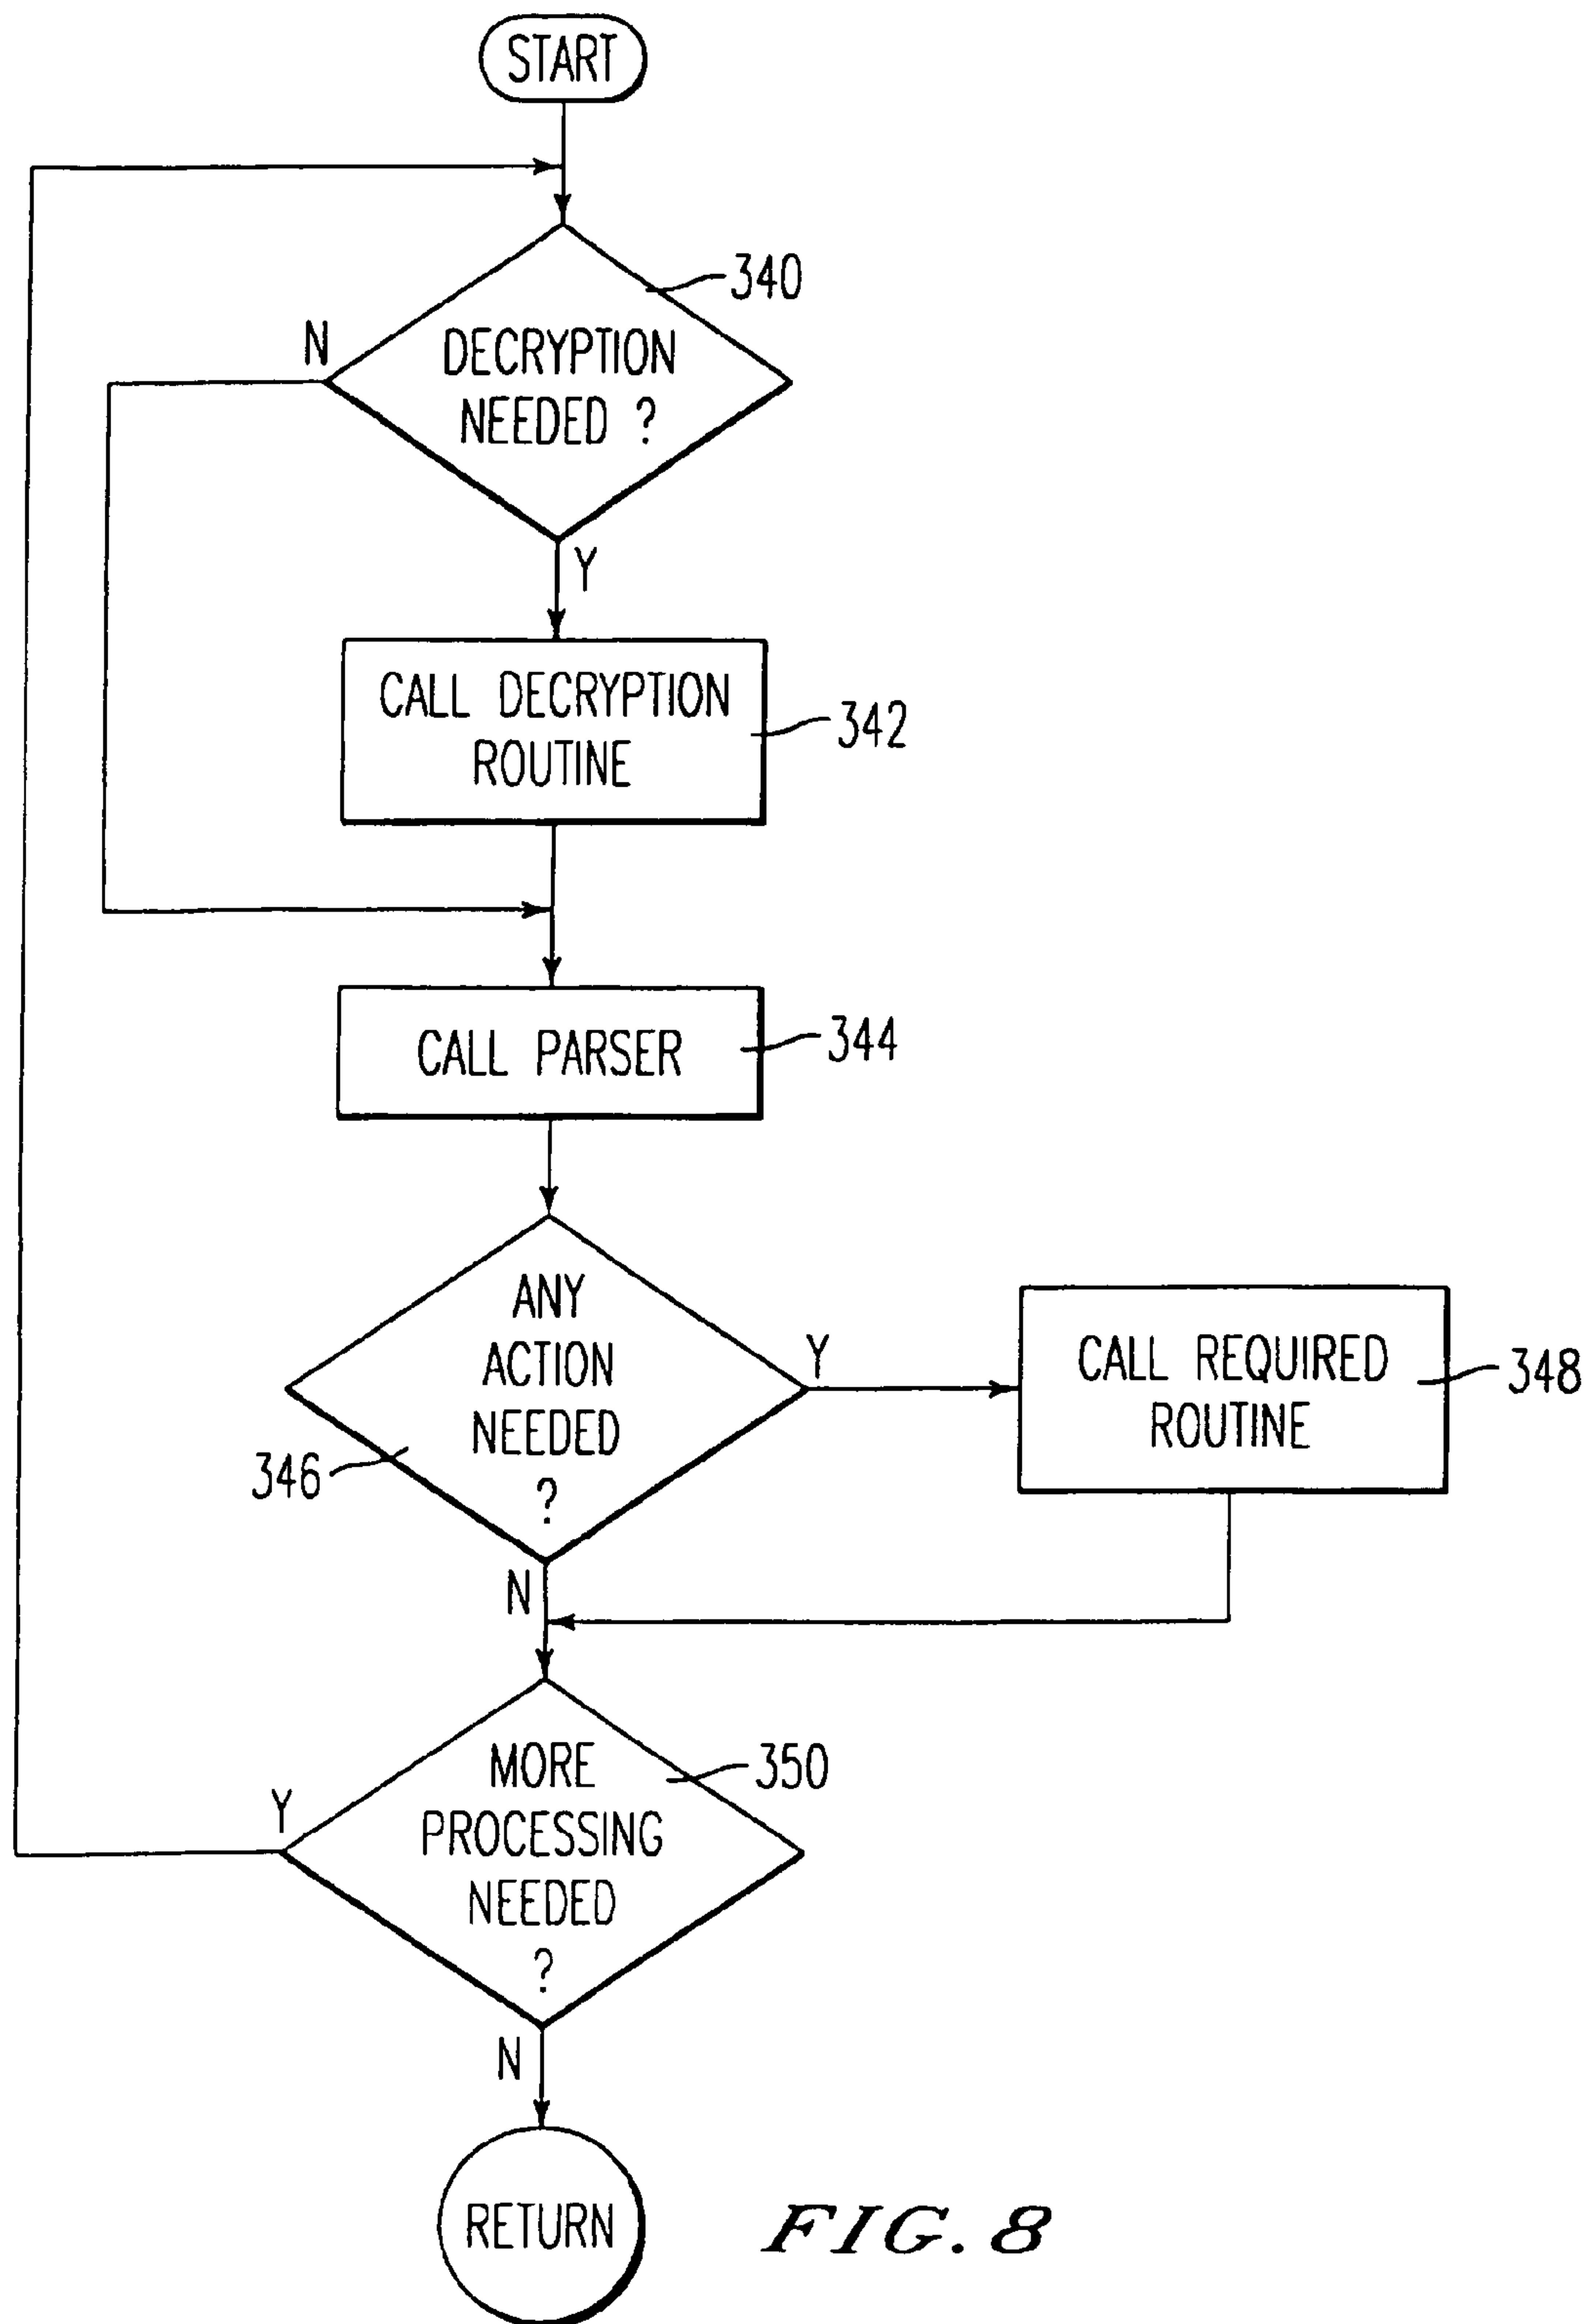 START
340
N
DECRYPTION
NEEDED ?
Y
CALL DECRYPTION
ROUTINE
342
CALL PARSER
344
ANY
ACTION
NEEDED
?
Y
346
N
CALL REQUIRED
ROUTINE
348
MORE
PROCESSING
NEEDED
?
350
Y
N
RETURN
FIG. 8